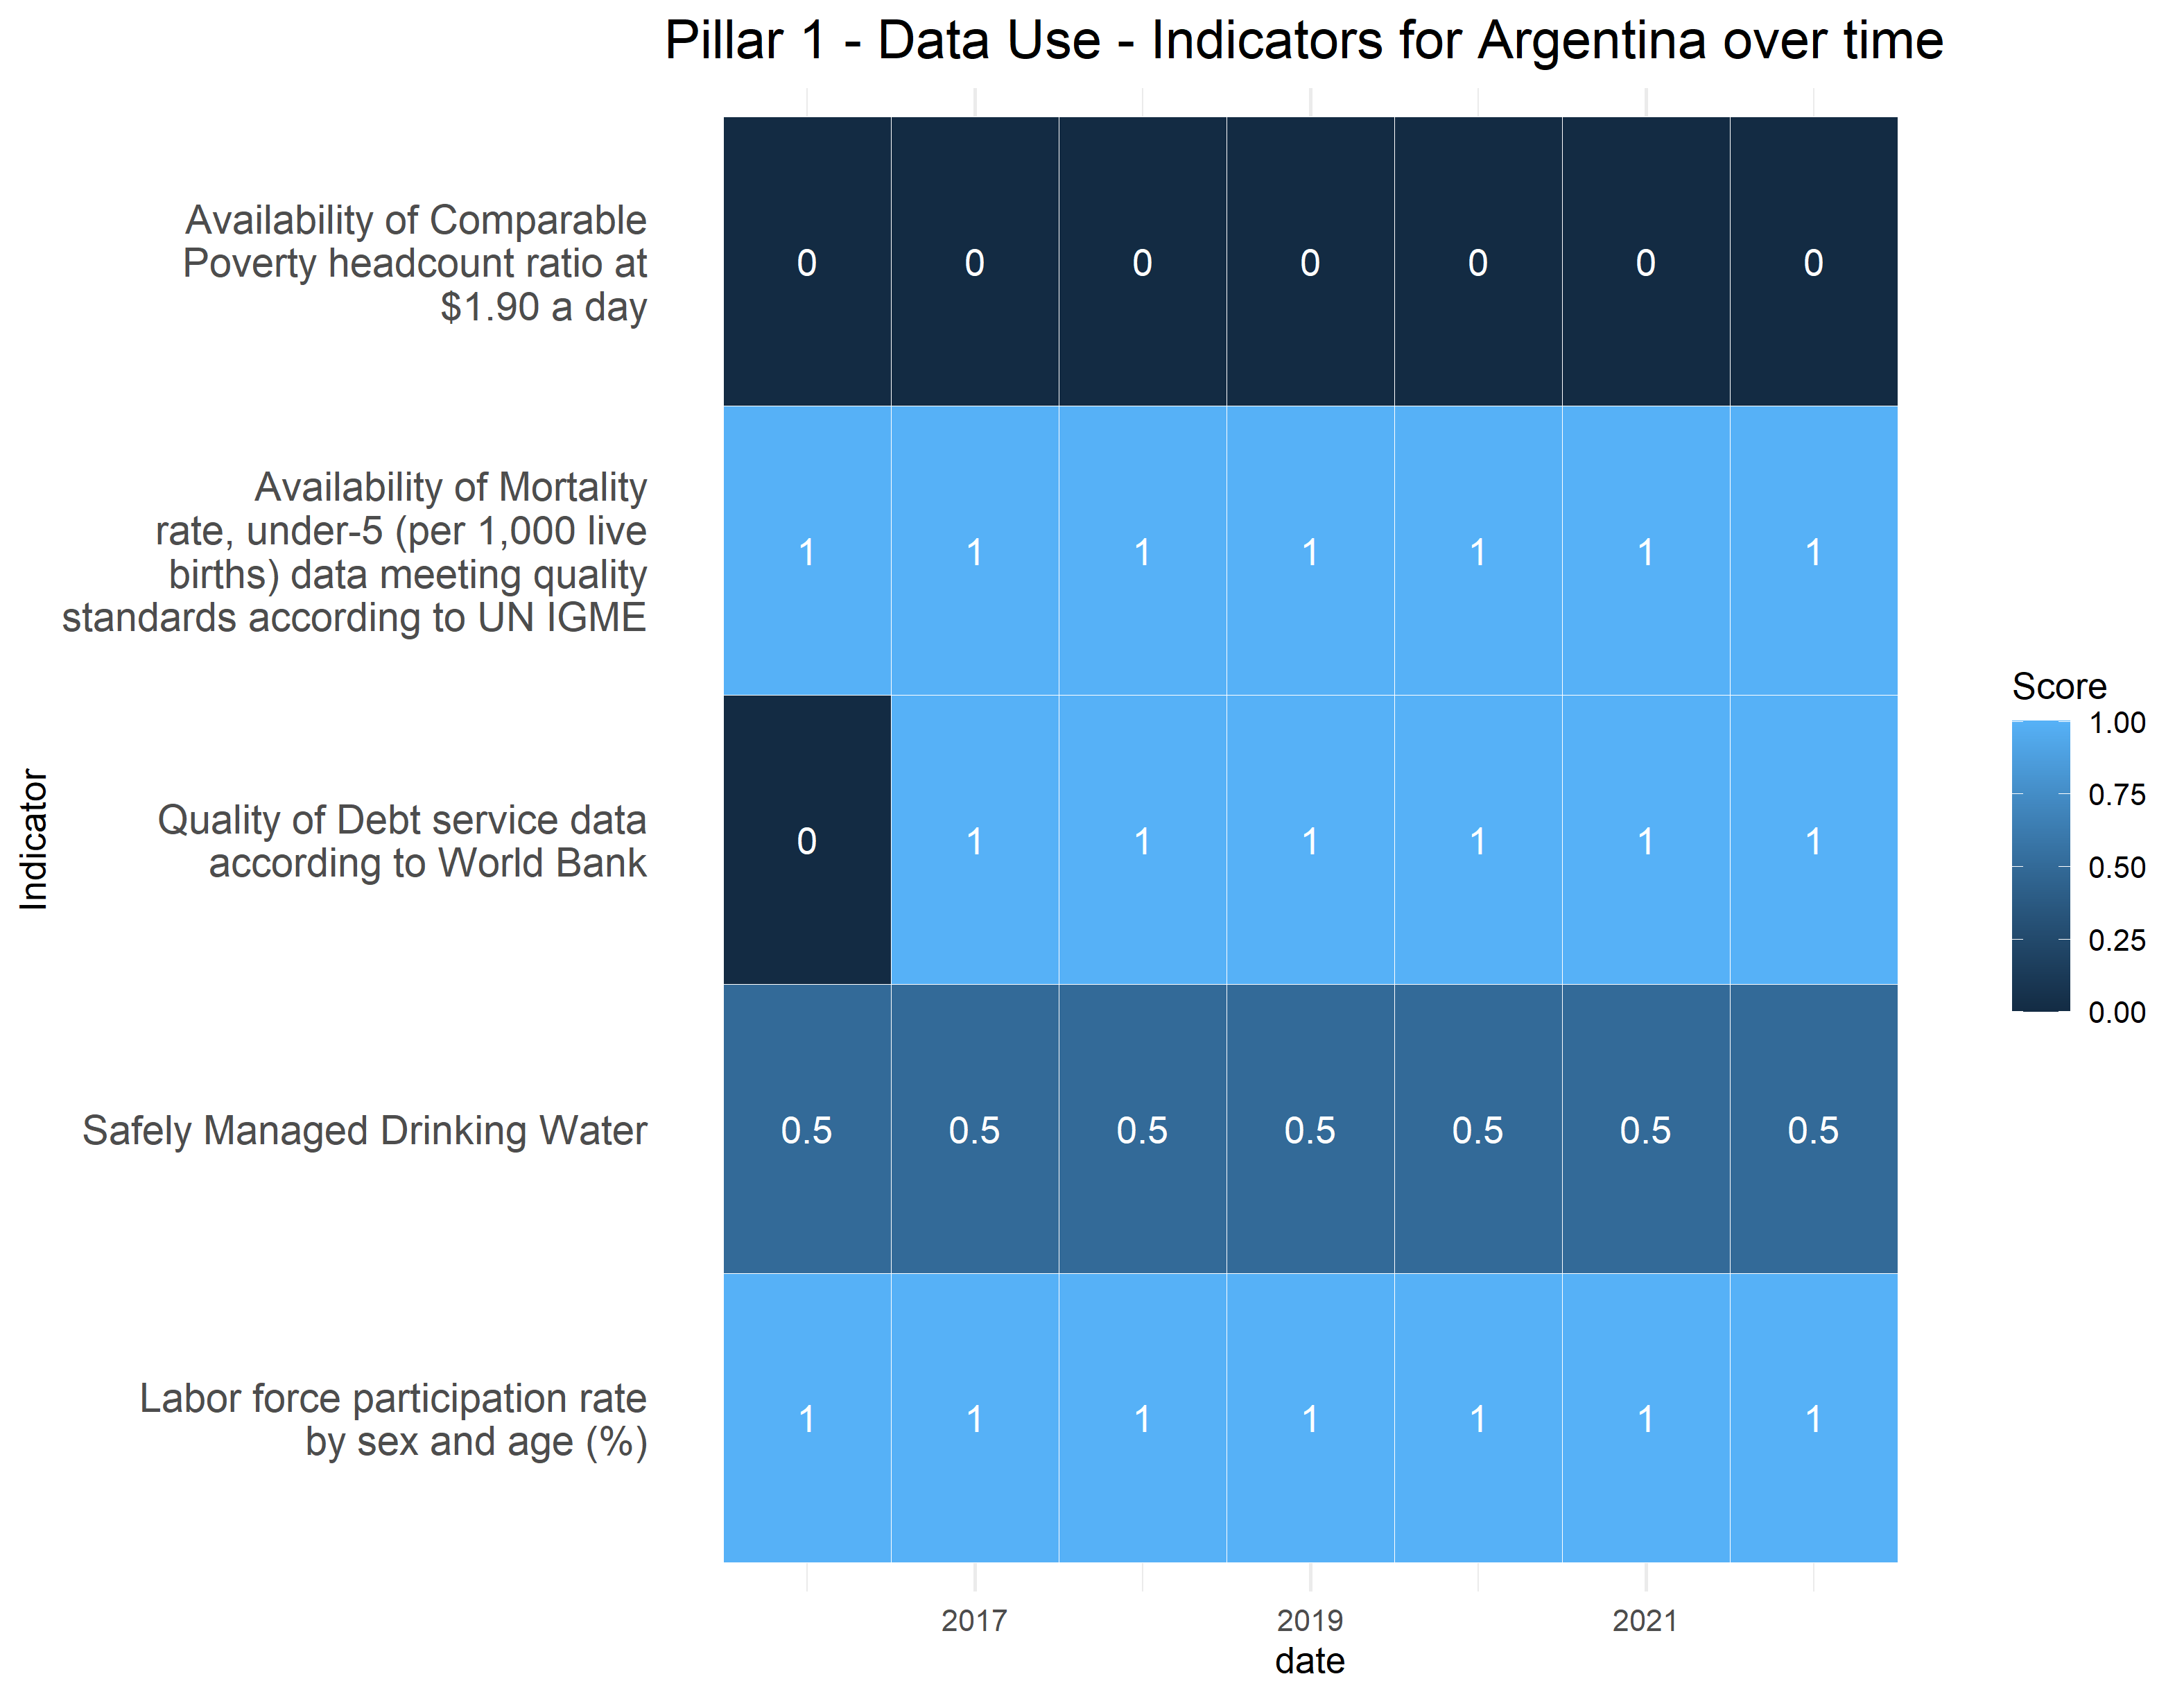 Pillar 1 - Data Use - Indicators for Argentina over time
Availability of Comparable
Poverty headcount ratio at
$1.90 a day
0 0 0 0 0 0 0
Availability of Mortality
rate, under-5 (per 1,000 live
births) data meeting quality
standards according to UN IGME
1 1 1 1 1 1 1
Quality of Debt service data
according to World Bank
0 1 1 1 1 1 1
Safely Managed Drinking Water
0.5 0.5 0.5 0.5 0.5 0.5 0.5
Labor force participation rate
by sex and age (%)
1 1 1 1 1 1 1
Indicator
2017 2019 2021
date
Score
1.00
0.75
0.50
0.25
0.00